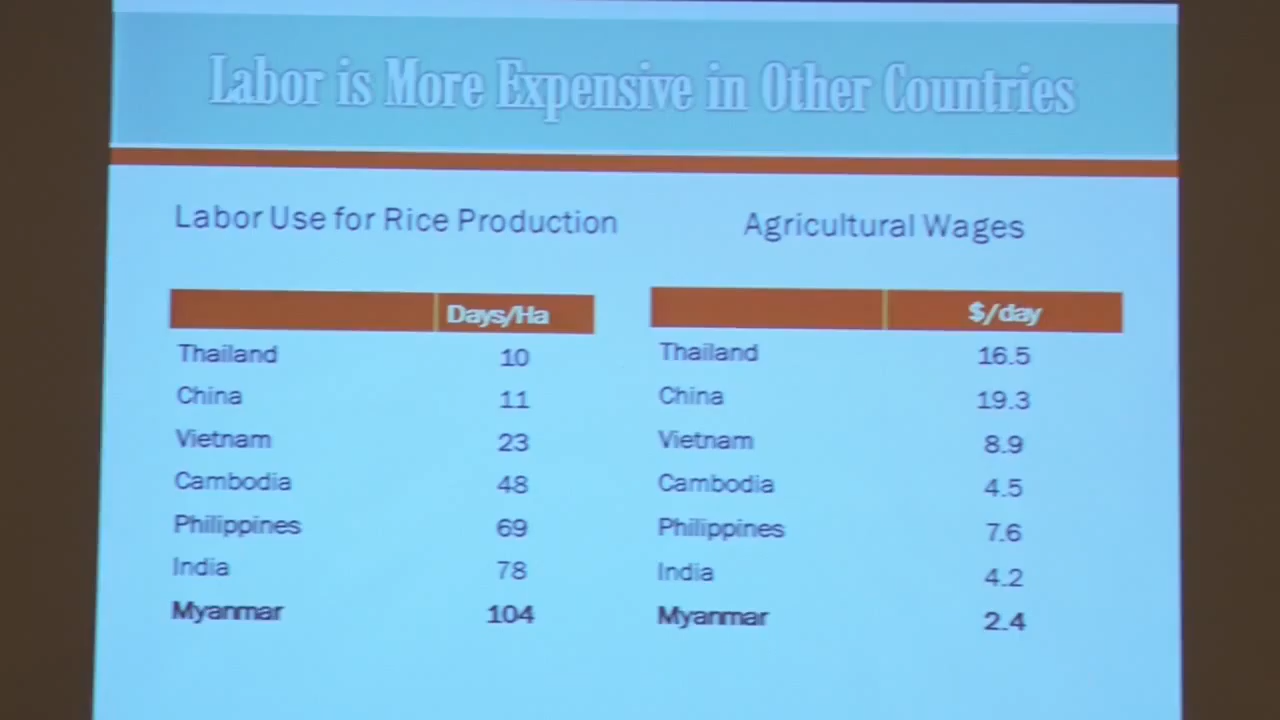 Labor is More Expensive in Other Countries
Labor Use for Rice Production
Days/Ha
Thailand 10
China 11
Vietnam 23
Cambodia 48
Philippines 69
India 78
Myanmar 104
Agricultural Wages
$/day
Thailand 16.5
China 19.3
Vietnam 8.9
Cambodia 4.5
Philippines 7.6
India 4.2
Myanmar 2.4